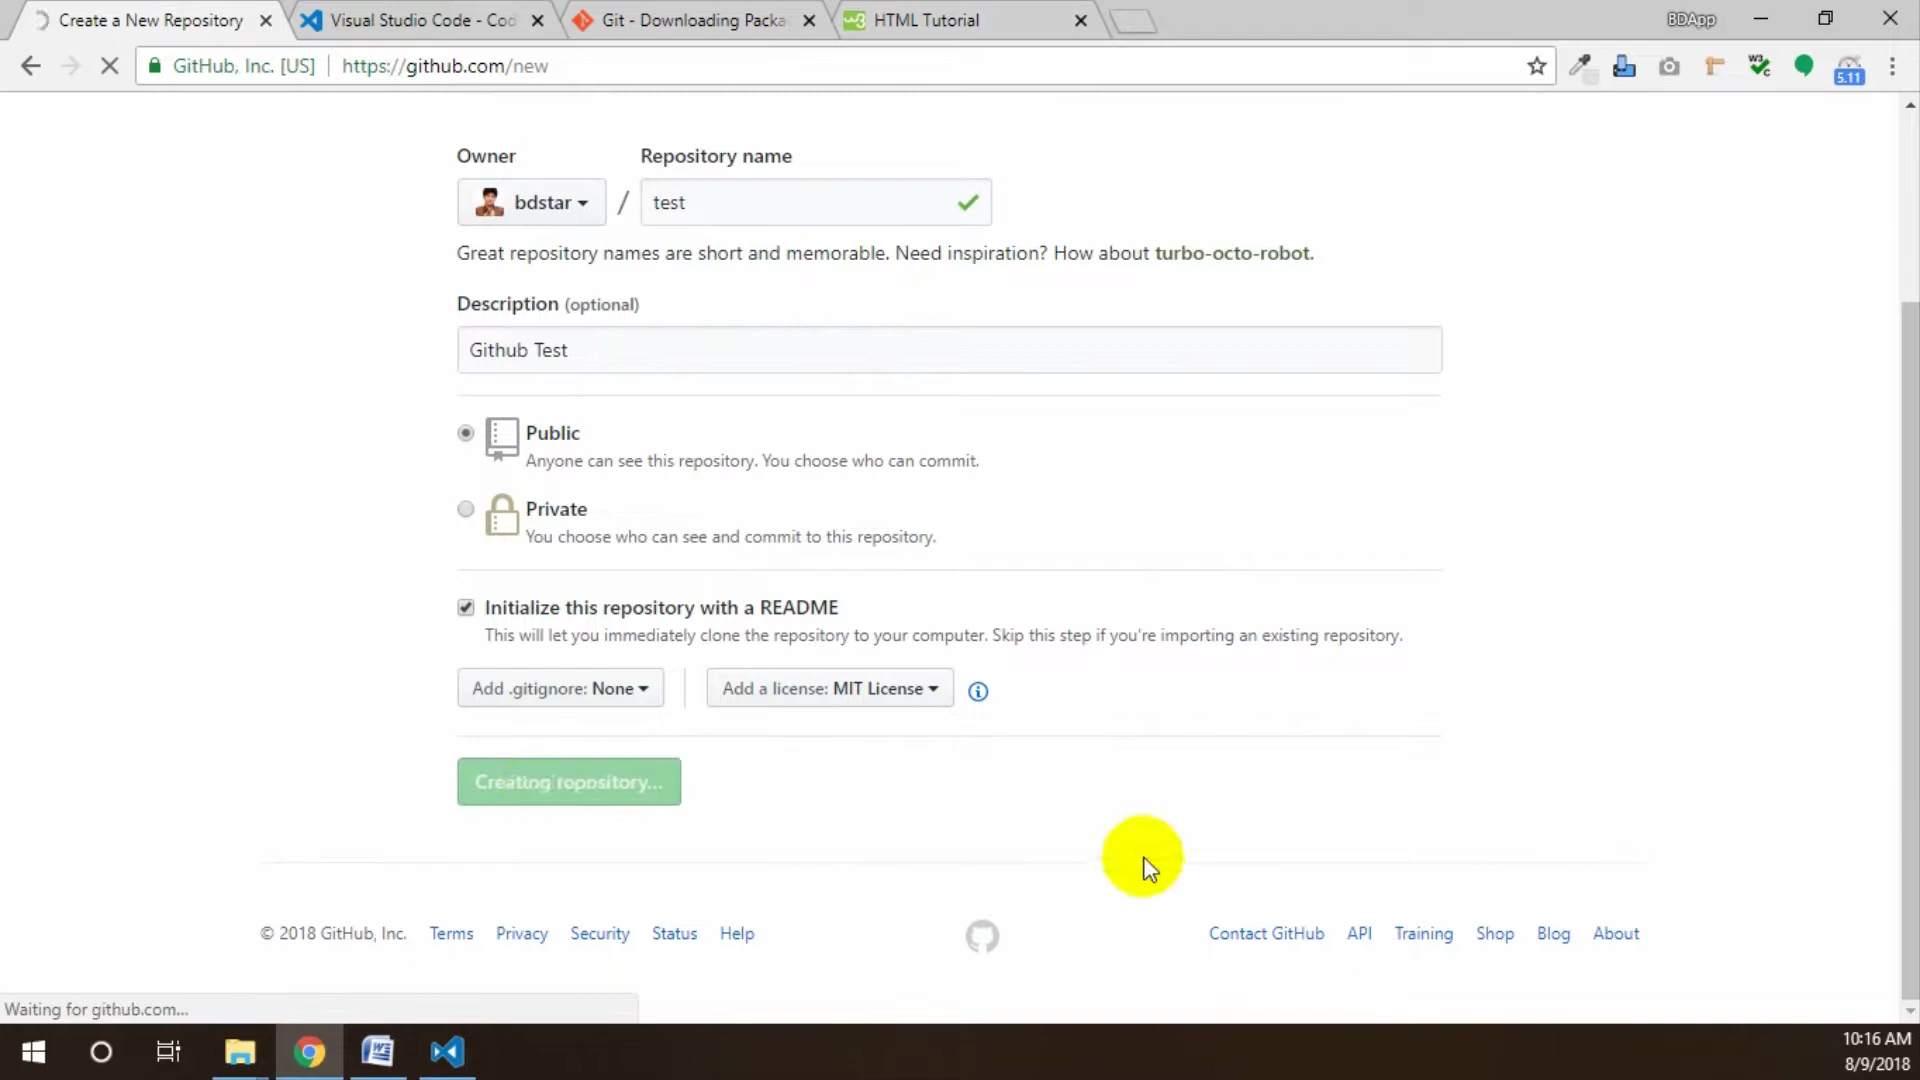 Create a New Repository
Visual Studio Code - Coc
Git - Downloading Packa
HTML Tutorial
BDApp
GitHub, Inc. [US]
https://github.com/new
W3C
5.11
Owner
Repository name
bdstar
/
test
Great repository names are short and memorable. Need inspiration? How about turbo-octo-robot.
Description (optional)
Github Test
Public
Anyone can see this repository. You choose who can commit.
Private
You choose who can see and commit to this repository.
Initialize this repository with a README
This will let you immediately clone the repository to your computer. Skip this step if you're importing an existing repository.
Add .gitignore: None
Add a license: MIT License
Creating repository...
© 2018 GitHub, Inc. Terms Privacy Security Status Help
Contact GitHub API Training Shop Blog About
Waiting for github.com...
10:16 AM
8/9/2018